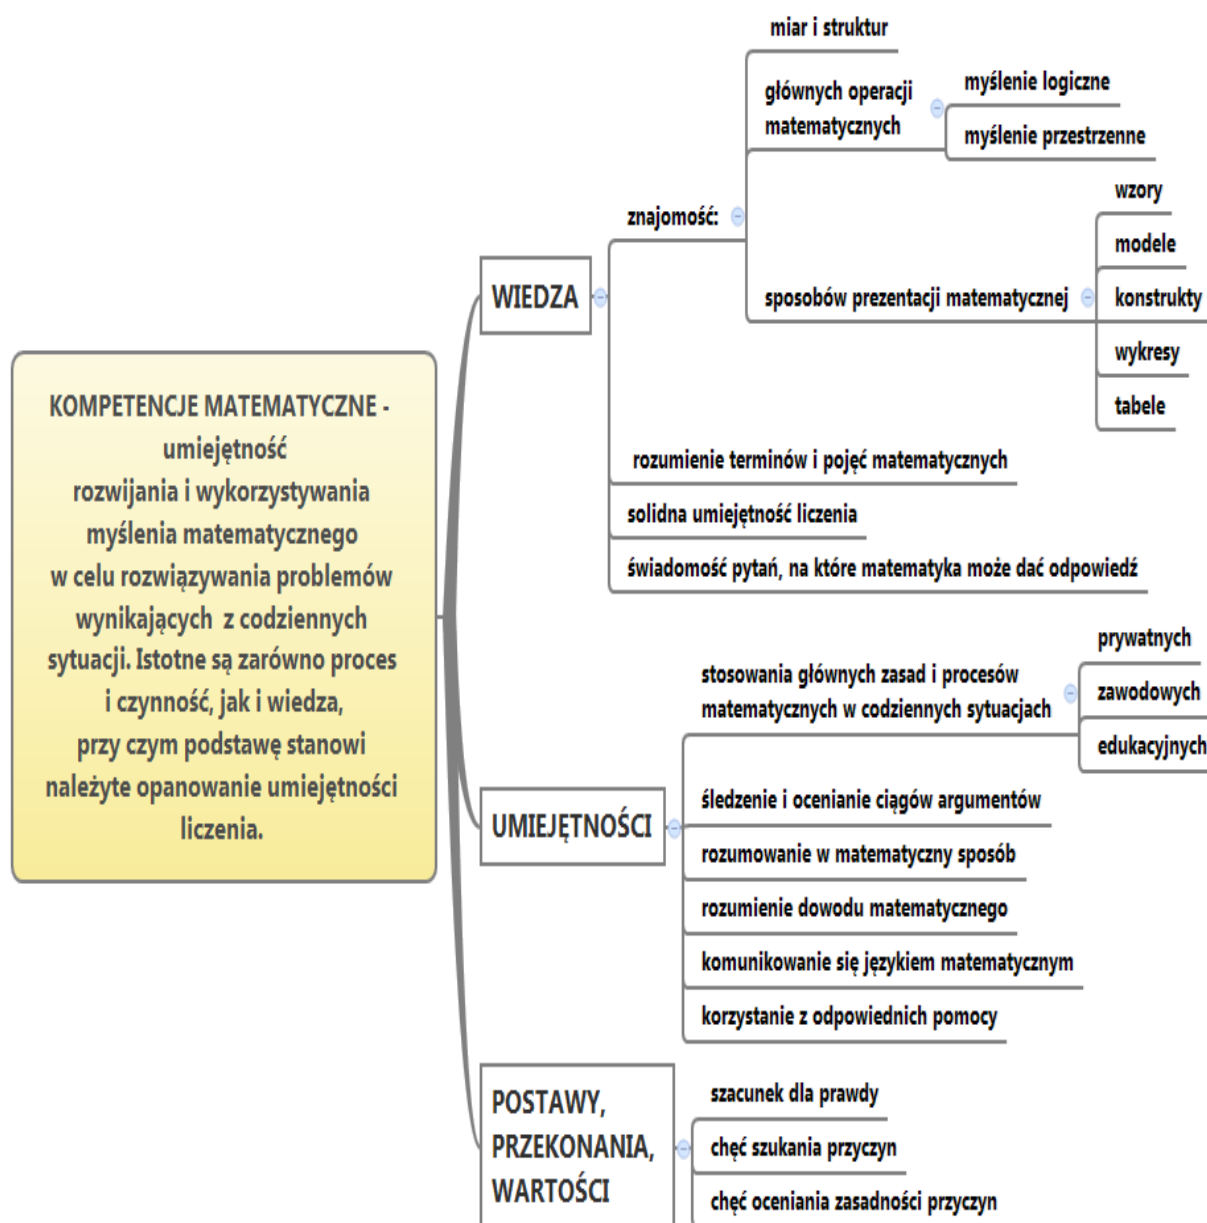 KOMPETENCJE MATEMATYCZNE -
umiejętność
rozwijania i wykorzystywania
myślenia matematycznego
w celu rozwiązywania problemów
wynikających z codziennych
sytuacji. Istotne są zarówno proces
i czynność, jak i wiedza,
przy czym podstawę stanowi
należyte opanowanie umiejętności
liczenia.
WIEDZA
znajomość:
miar i struktur
głównych operacji
matematycznych
myślenie logiczne
myślenie przestrzenne
sposobów prezentacji matematycznej
wzory
modele
konstrukty
wykresy
tabele
rozumienie terminów i pojęć matematycznych
solidna umiejętność liczenia
świadomość pytań, na które matematyka może dać odpowiedź
UMIEJĘTNOŚCI
stosowania głównych zasad i procesów
matematycznych w codziennych sytuacjach
prywatnych
zawodowych
edukacyjnych
śledzenie i ocenianie ciągów argumentów
rozumowanie w matematyczny sposób
rozumienie dowodu matematycznego
komunikowanie się językiem matematycznym
korzystanie z odpowiednich pomocy
POSTAWY,
PRZEKONANIA,
WARTOŚCI
szacunek dla prawdy
chęć szukania przyczyn
chęć oceniania zasadności przyczyn